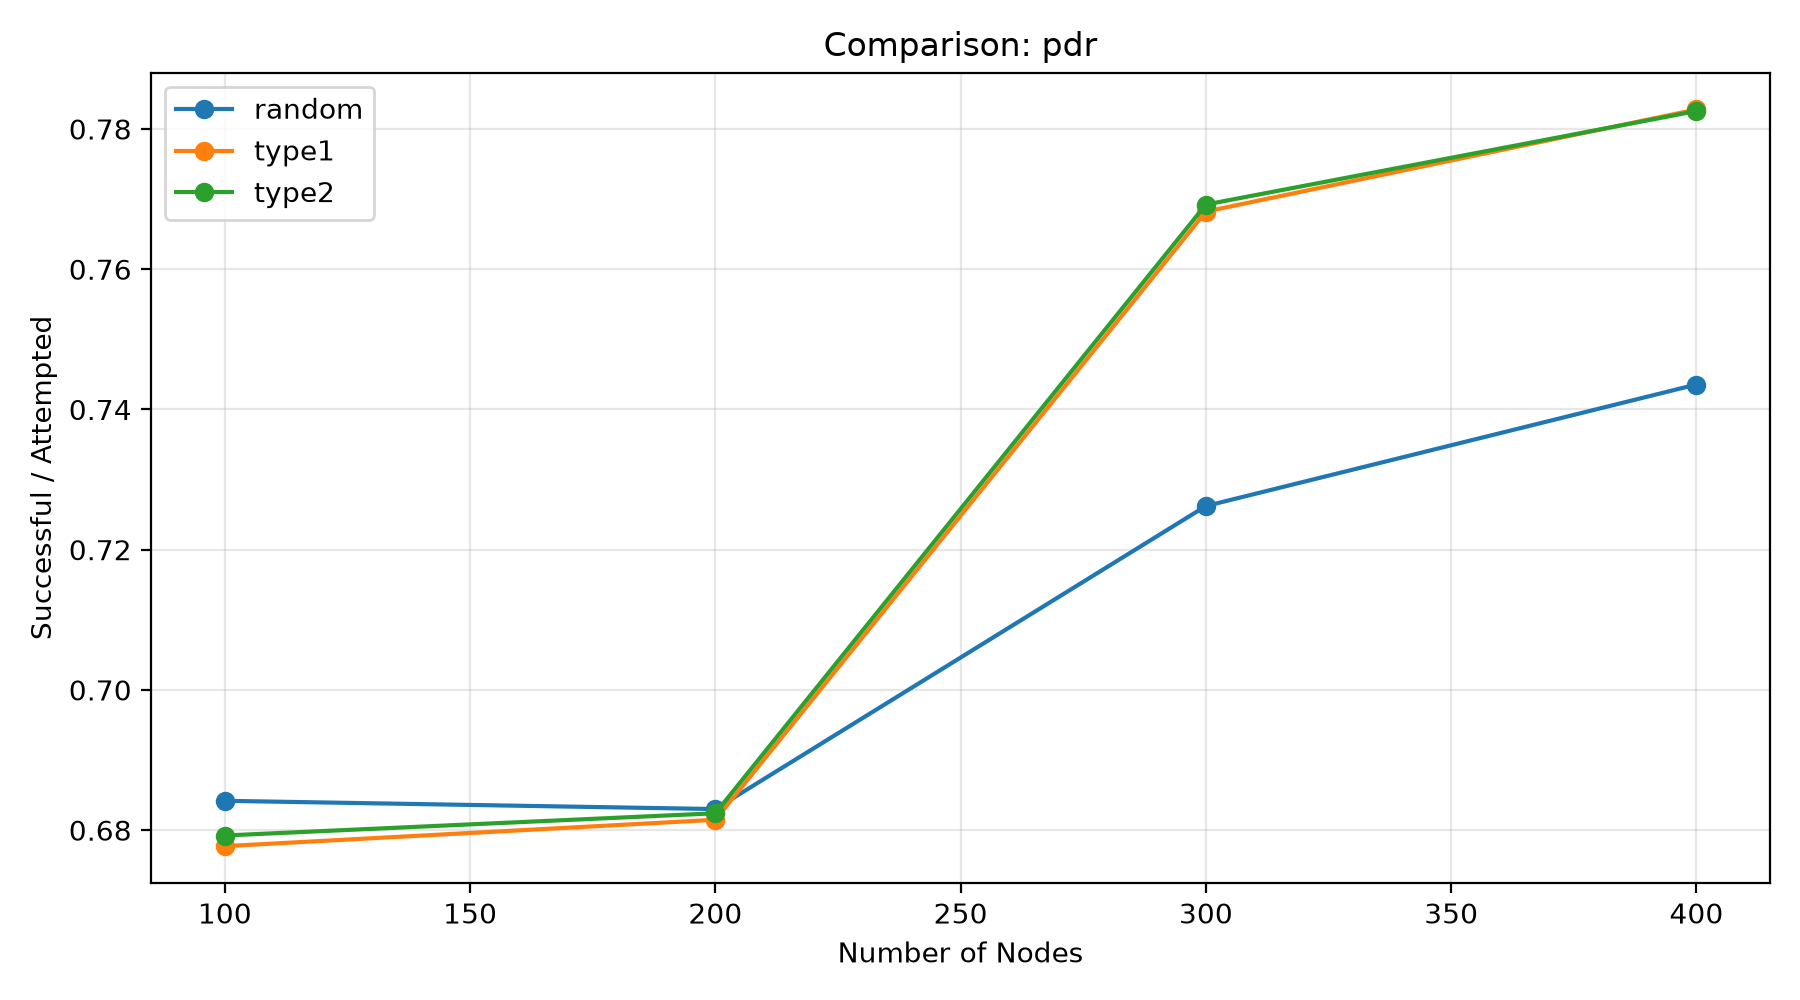 Comparison: pdr
random
type1
type2
Successful / Attempted
0.78
0.76
0.74
0.72
0.70
0.68
100 150 200 250 300 350 400
Number of Nodes